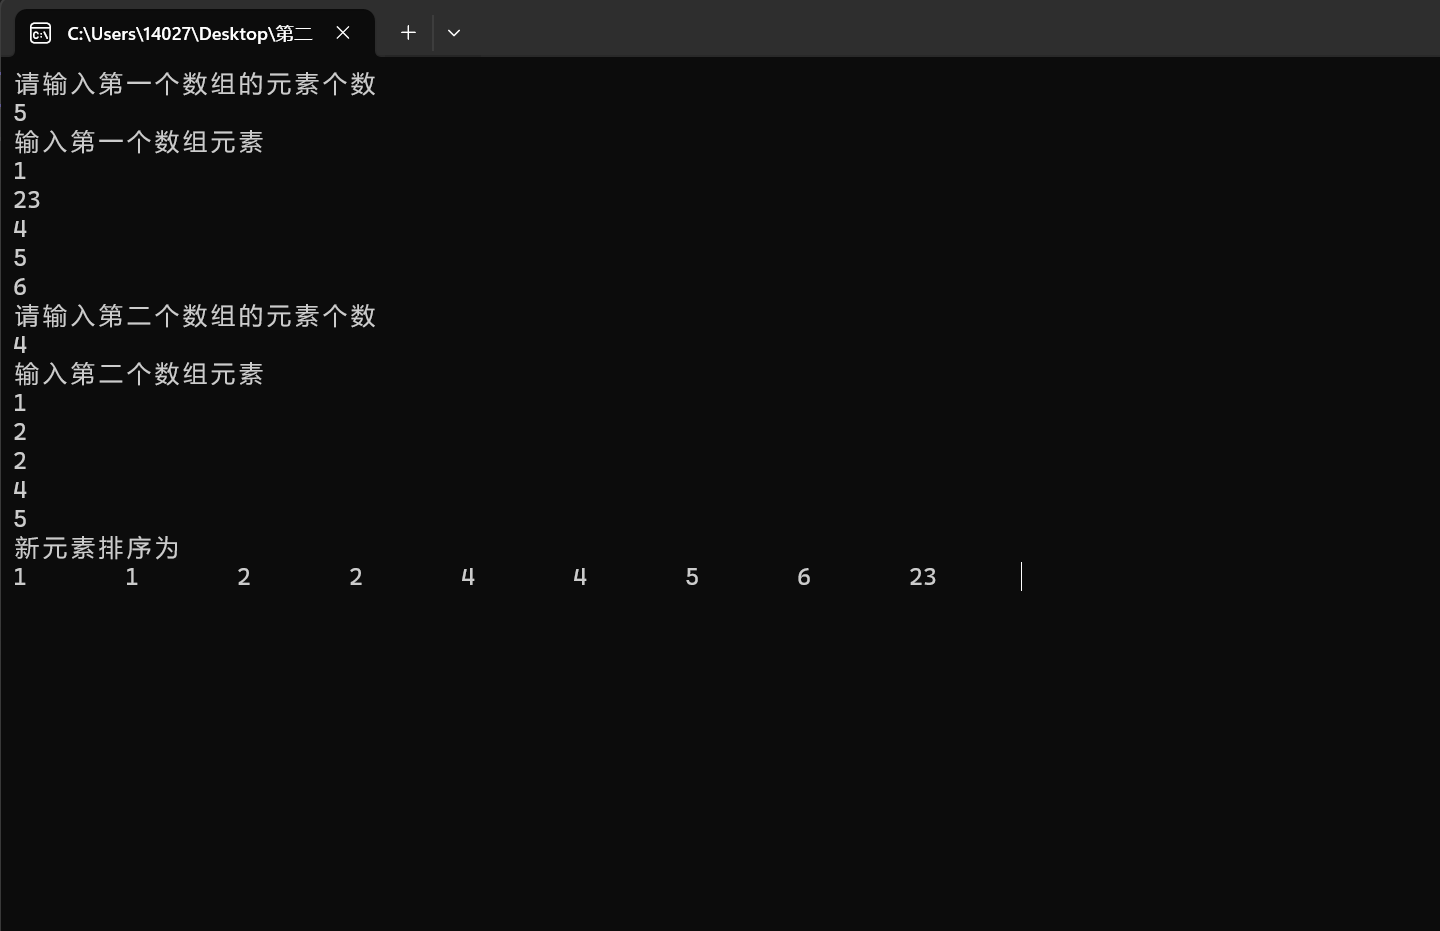 C:\Users\14027\Desktop\第二
请输入第一个数组的元素个数
5
输入第一个数组元素
1
23
4
5
6
请输入第二个数组的元素个数
4
输入第二个数组元素
1
2
2
4
5
新元素排序为
1 1 2 2 4 4 5 6 23